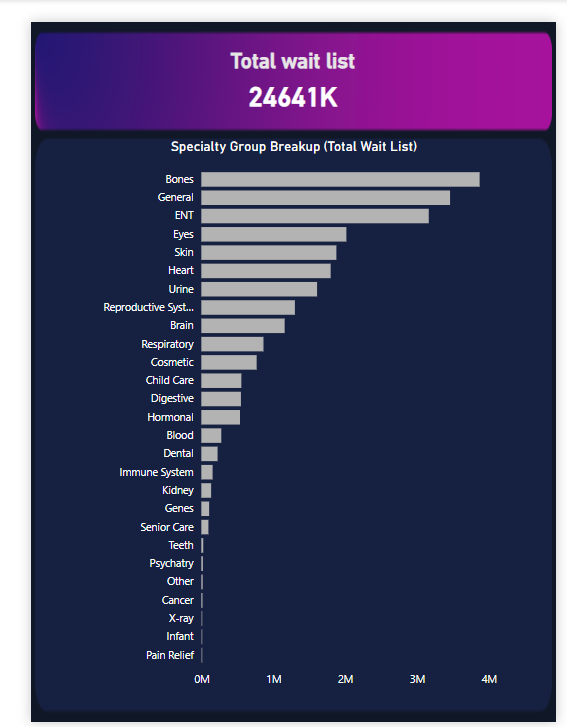 Total wait list
24641K
Specialty Group Breakup (Total Wait List)
Bones
General
ENT
Eyes
Skin
Heart
Urine
Reproductive Syst...
Brain
Respiratory
Cosmetic
Child Care
Digestive
Hormonal
Blood
Dental
Immune System
Kidney
Genes
Senior Care
Teeth
Psychatry
Other
Cancer
X-ray
Infant
Pain Relief
0M 1M 2M 3M 4M